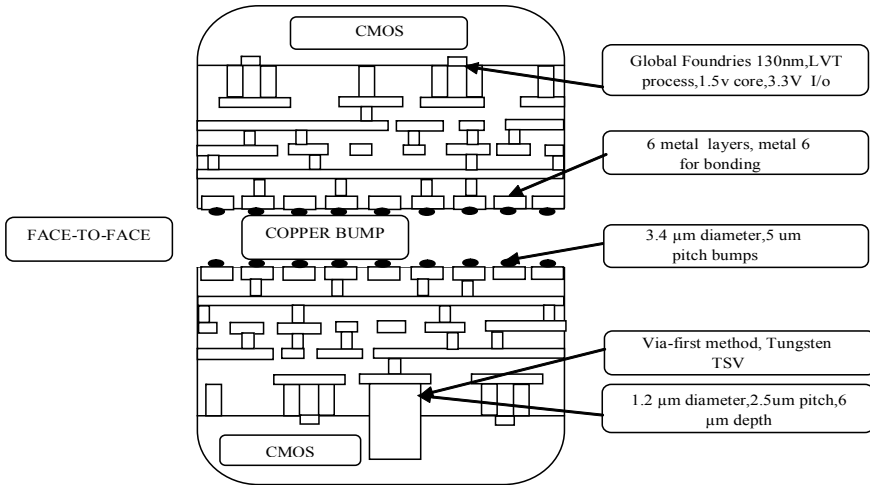 CMOS
Global Foundries 130nm,LVT
process,1.5v core,3.3V I/o
6 metal layers, metal 6
for bonding
FACE-TO-FACE
COPPER BUMP
3.4 µm diameter,5 um
pitch bumps
Via-first method, Tungsten
TSV
1.2 µm diameter,2.5um pitch,6
µm depth
CMOS